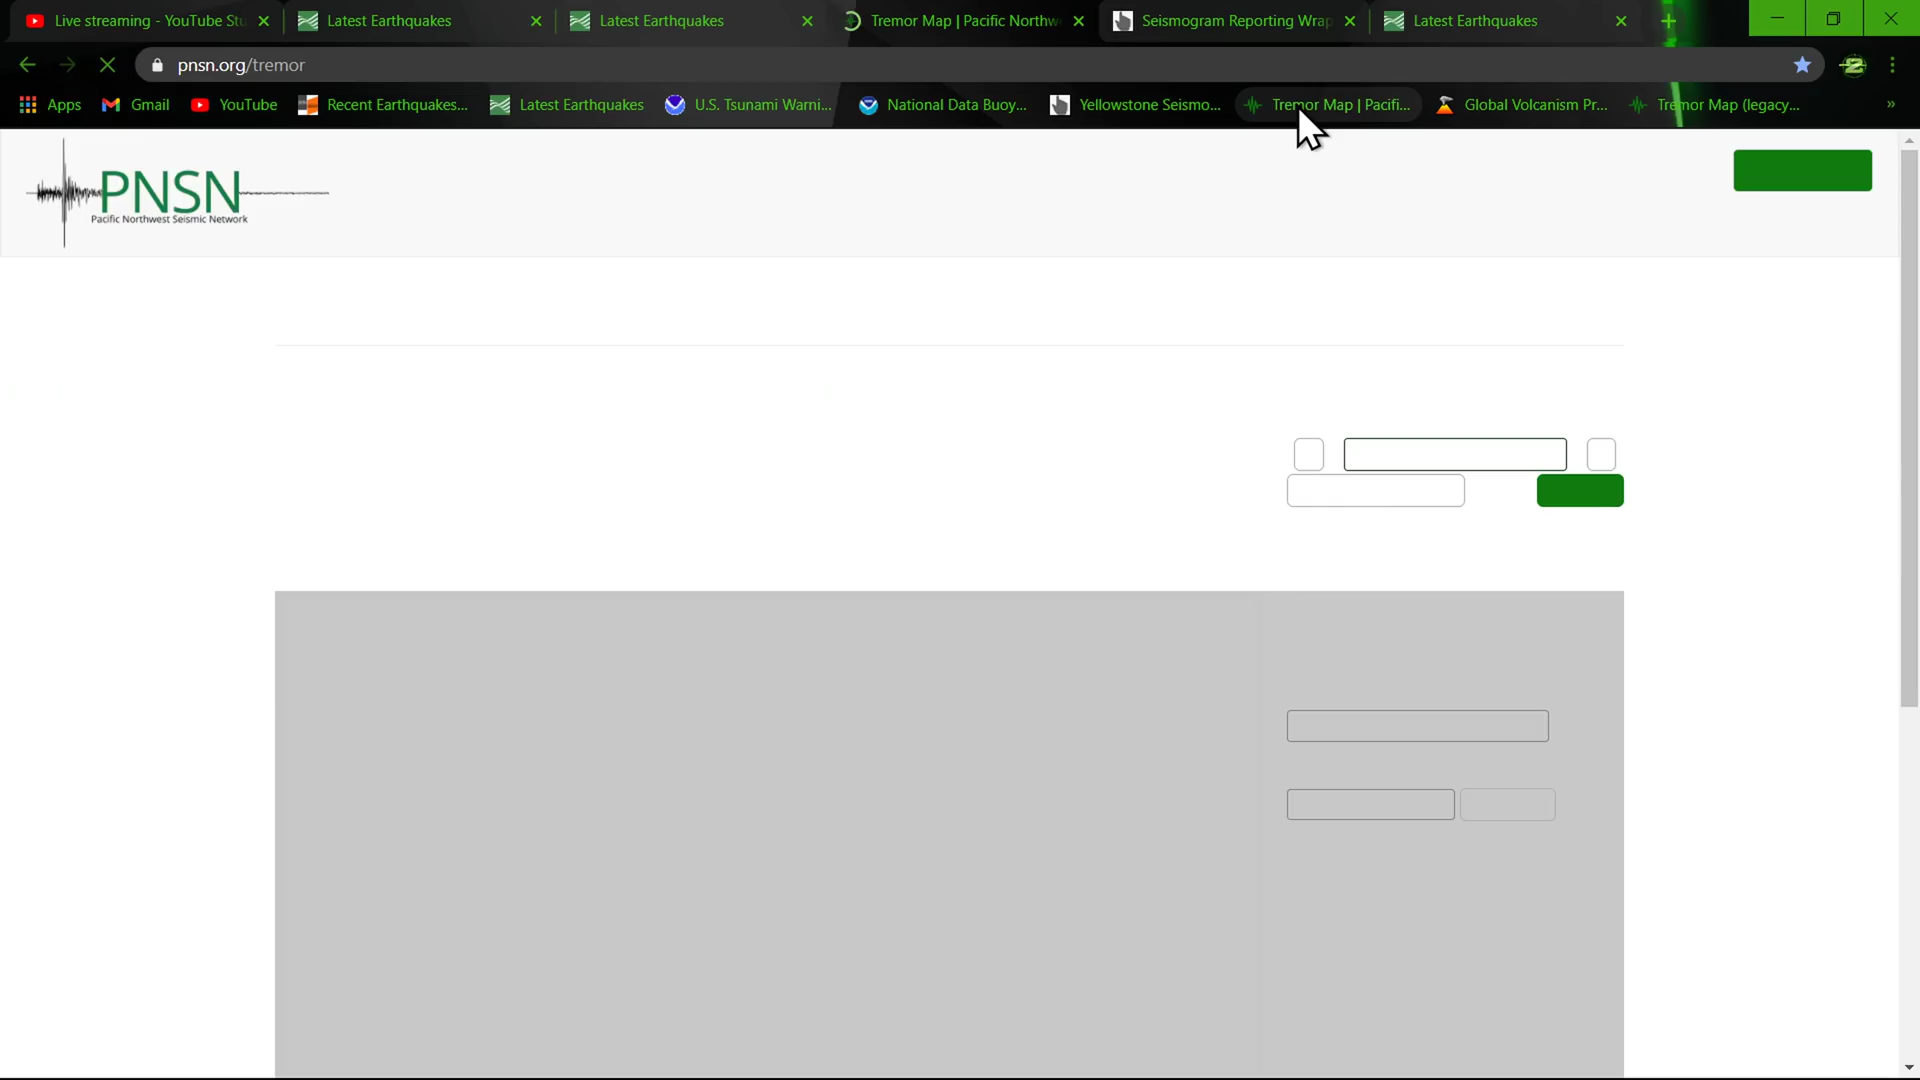 Live streaming - YouTube Stu
Latest Earthquakes
Latest Earthquakes
Tremor Map | Pacific Northw
Seismogram Reporting Wrap
Latest Earthquakes
pnsn.org/tremor
Apps
Gmail
YouTube
Recent Earthquakes...
Latest Earthquakes
U.S. Tsunami Warni...
National Data Buoy...
Yellowstone Seismo...
Tremor Map | Pacifi...
Global Volcanism Pr...
Tremor Map (legacy...
PNSN
Pacific Northwest Seismic Network